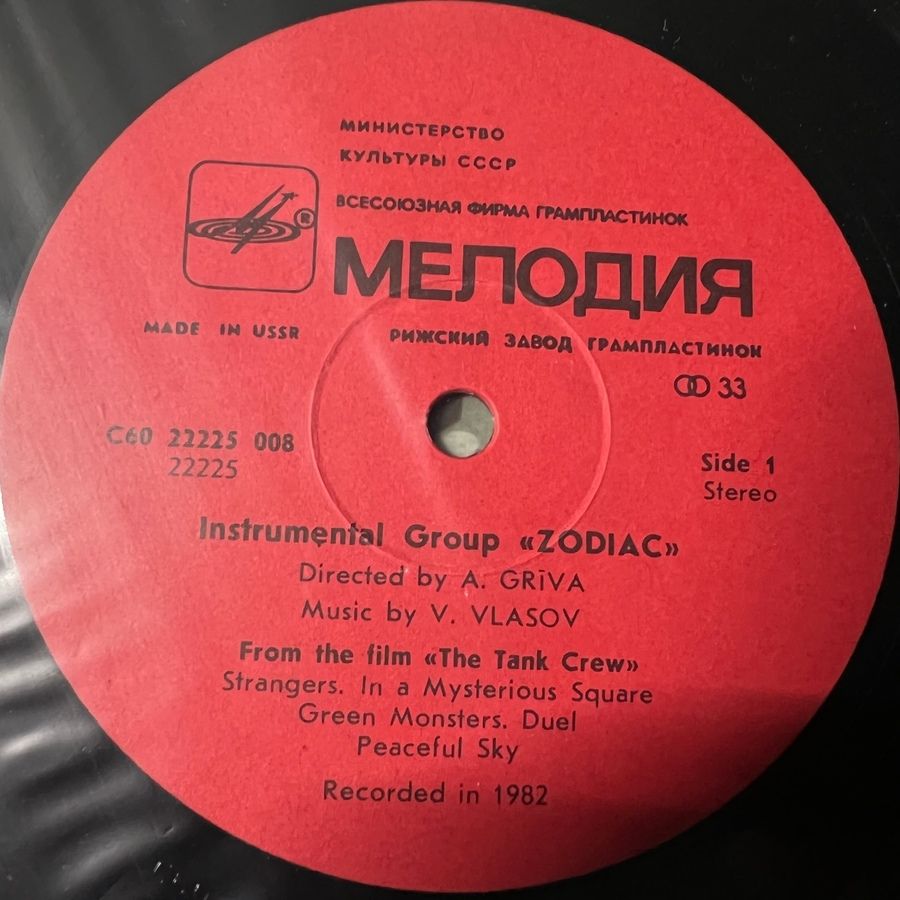 МИНИСТЕРСТВО
КУЛЬТУРЫ СССР
ВСЕСОЮЗНАЯ ФИРМА ГРАМПЛАСТИНОК
®
МЕЛОДИЯ
MADE IN USSR
РИЖСКИЙ ЗАВОД ГРАМПЛАСТИНОК
33
С60 22225 008
22225
Side 1
Stereo
Instrumental Group «ZODIAC»
Directed by A. GRĪVA
Music by V. VLASOV
From the film «The Tank Crew»
Strangers. In a Mysterious Square
Green Monsters. Duel
Peaceful Sky
Recorded in 1982